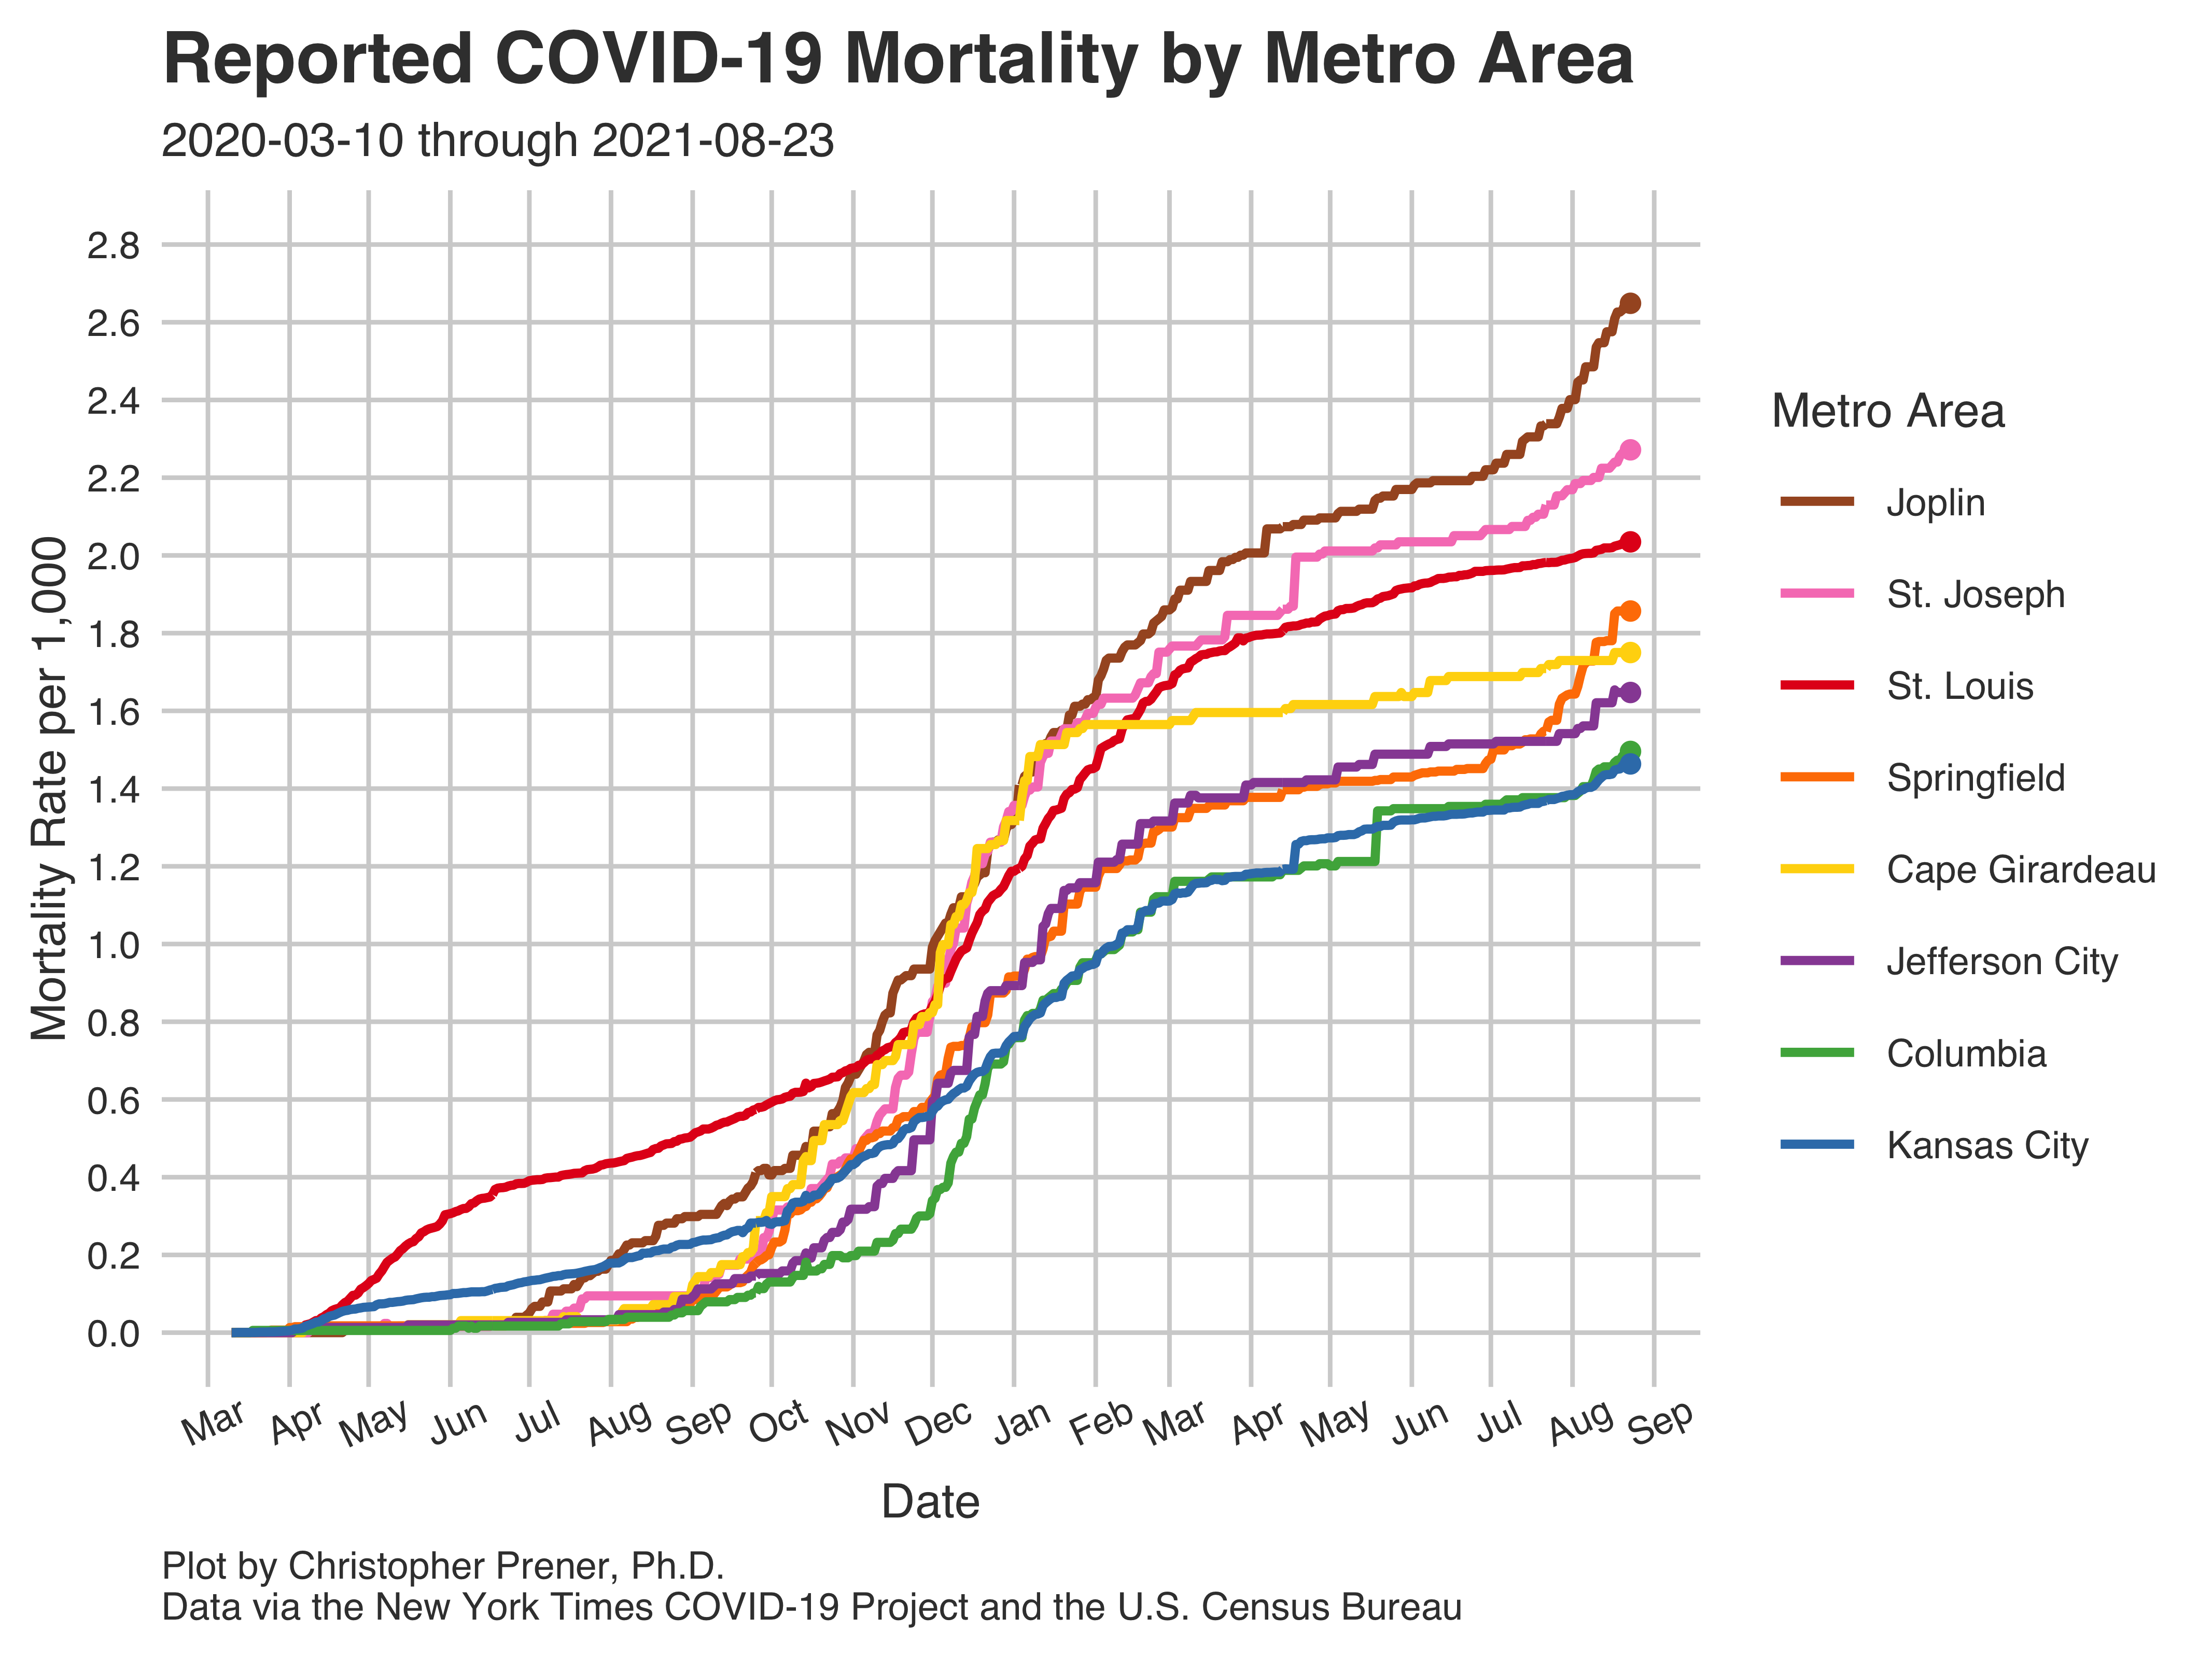 Reported COVID-19 Mortality by Metro Area
2020-03-10 through 2021-08-23
Mortality Rate per 1,000
2.8
2.6
2.4
2.2
2.0
1.8
1.6
1.4
1.2
1.0
0.8
0.6
0.4
0.2
0.0
Mar Apr May Jun Jul Aug Sep Oct Nov Dec Jan Feb Mar Apr May Jun Jul Aug Sep
Date
Metro Area
Joplin
St. Joseph
St. Louis
Springfield
Cape Girardeau
Jefferson City
Columbia
Kansas City
Plot by Christopher Prener, Ph.D.
Data via the New York Times COVID-19 Project and the U.S. Census Bureau